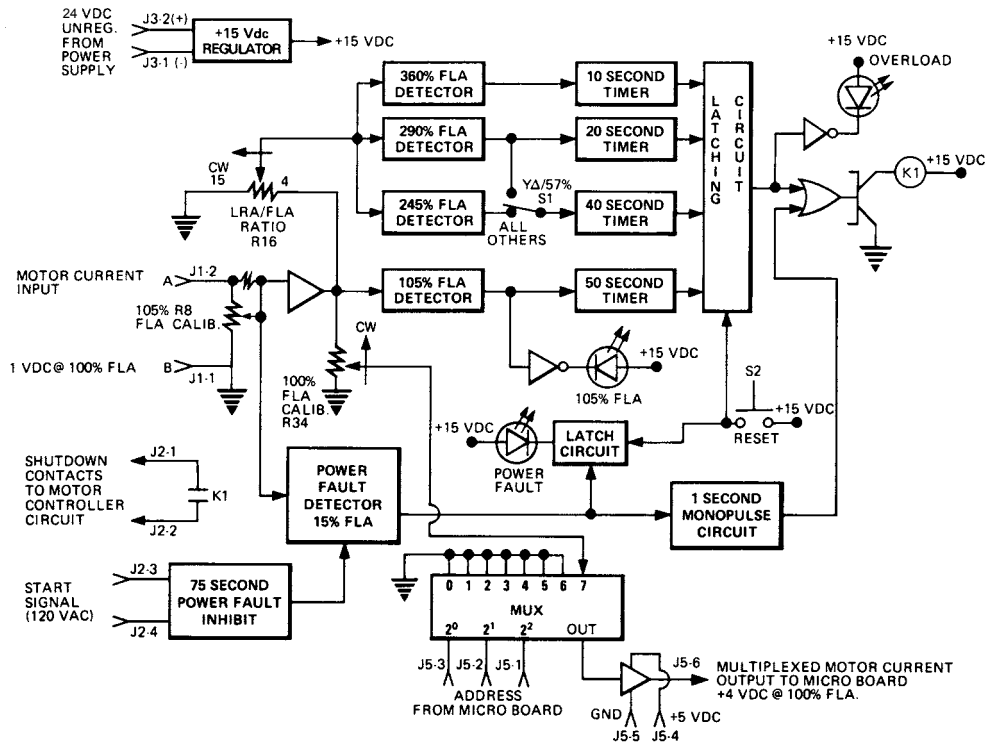 24 VDC
UNREG.
FROM
POWER
SUPPLY
J3-2(+)
J3-1 (-)
+15 Vdc
REGULATOR
+15 VDC
360% FLA
DETECTOR
10 SECOND
TIMER
290% FLA
DETECTOR
20 SECOND
TIMER
245% FLA
DETECTOR
YΔ/57%
S1
ALL
OTHERS
40 SECOND
TIMER
105% FLA
DETECTOR
50 SECOND
TIMER
LATCHING
CIRCUIT
+15 VDC
OVERLOAD
K1
+15 VDC
CW
15
4
LRA/FLA
RATIO
R16
MOTOR CURRENT
INPUT
A
J1-2
105% R8
FLA CALIB.
1 VDC @ 100% FLA
B
J1-1
CW
100%
FLA
CALIB.
R34
+15 VDC
105% FLA
S2
+15 VDC
RESET
+15 VDC
POWER
FAULT
LATCH
CIRCUIT
SHUTDOWN
CONTACTS
TO MOTOR
CONTROLLER
CIRCUIT
J2-1
K1
J2-2
POWER
FAULT
DETECTOR
15% FLA
1 SECOND
MONOPULSE
CIRCUIT
START
SIGNAL
(120 VAC)
J2-3
J2-4
75 SECOND
POWER FAULT
INHIBIT
0 1 2 3 4 5 6 7
MUX
2⁰ 2¹ 2² OUT
J5-3 J5-2 J5-1
ADDRESS
FROM MICRO BOARD
J5-6
MULTIPLEXED MOTOR CURRENT
OUTPUT TO MICRO BOARD
+4 VDC @ 100% FLA.
GND
+5 VDC
J5-5 J5-4